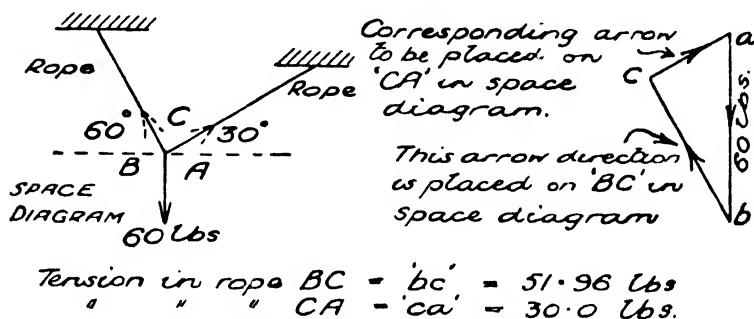 Rope
Rope
60°
C
30°
B
A
SPACE
DIAGRAM
60 lbs
Corresponding arrow
to be placed on
'CA' in space
diagram.
This arrow direction
is placed on 'BC' in
space diagram
a
c
60 lbs.
b
Tension in rope BC = 'bc' = 51·96 lbs
" " " CA = 'ca' = 30·0 lbs.